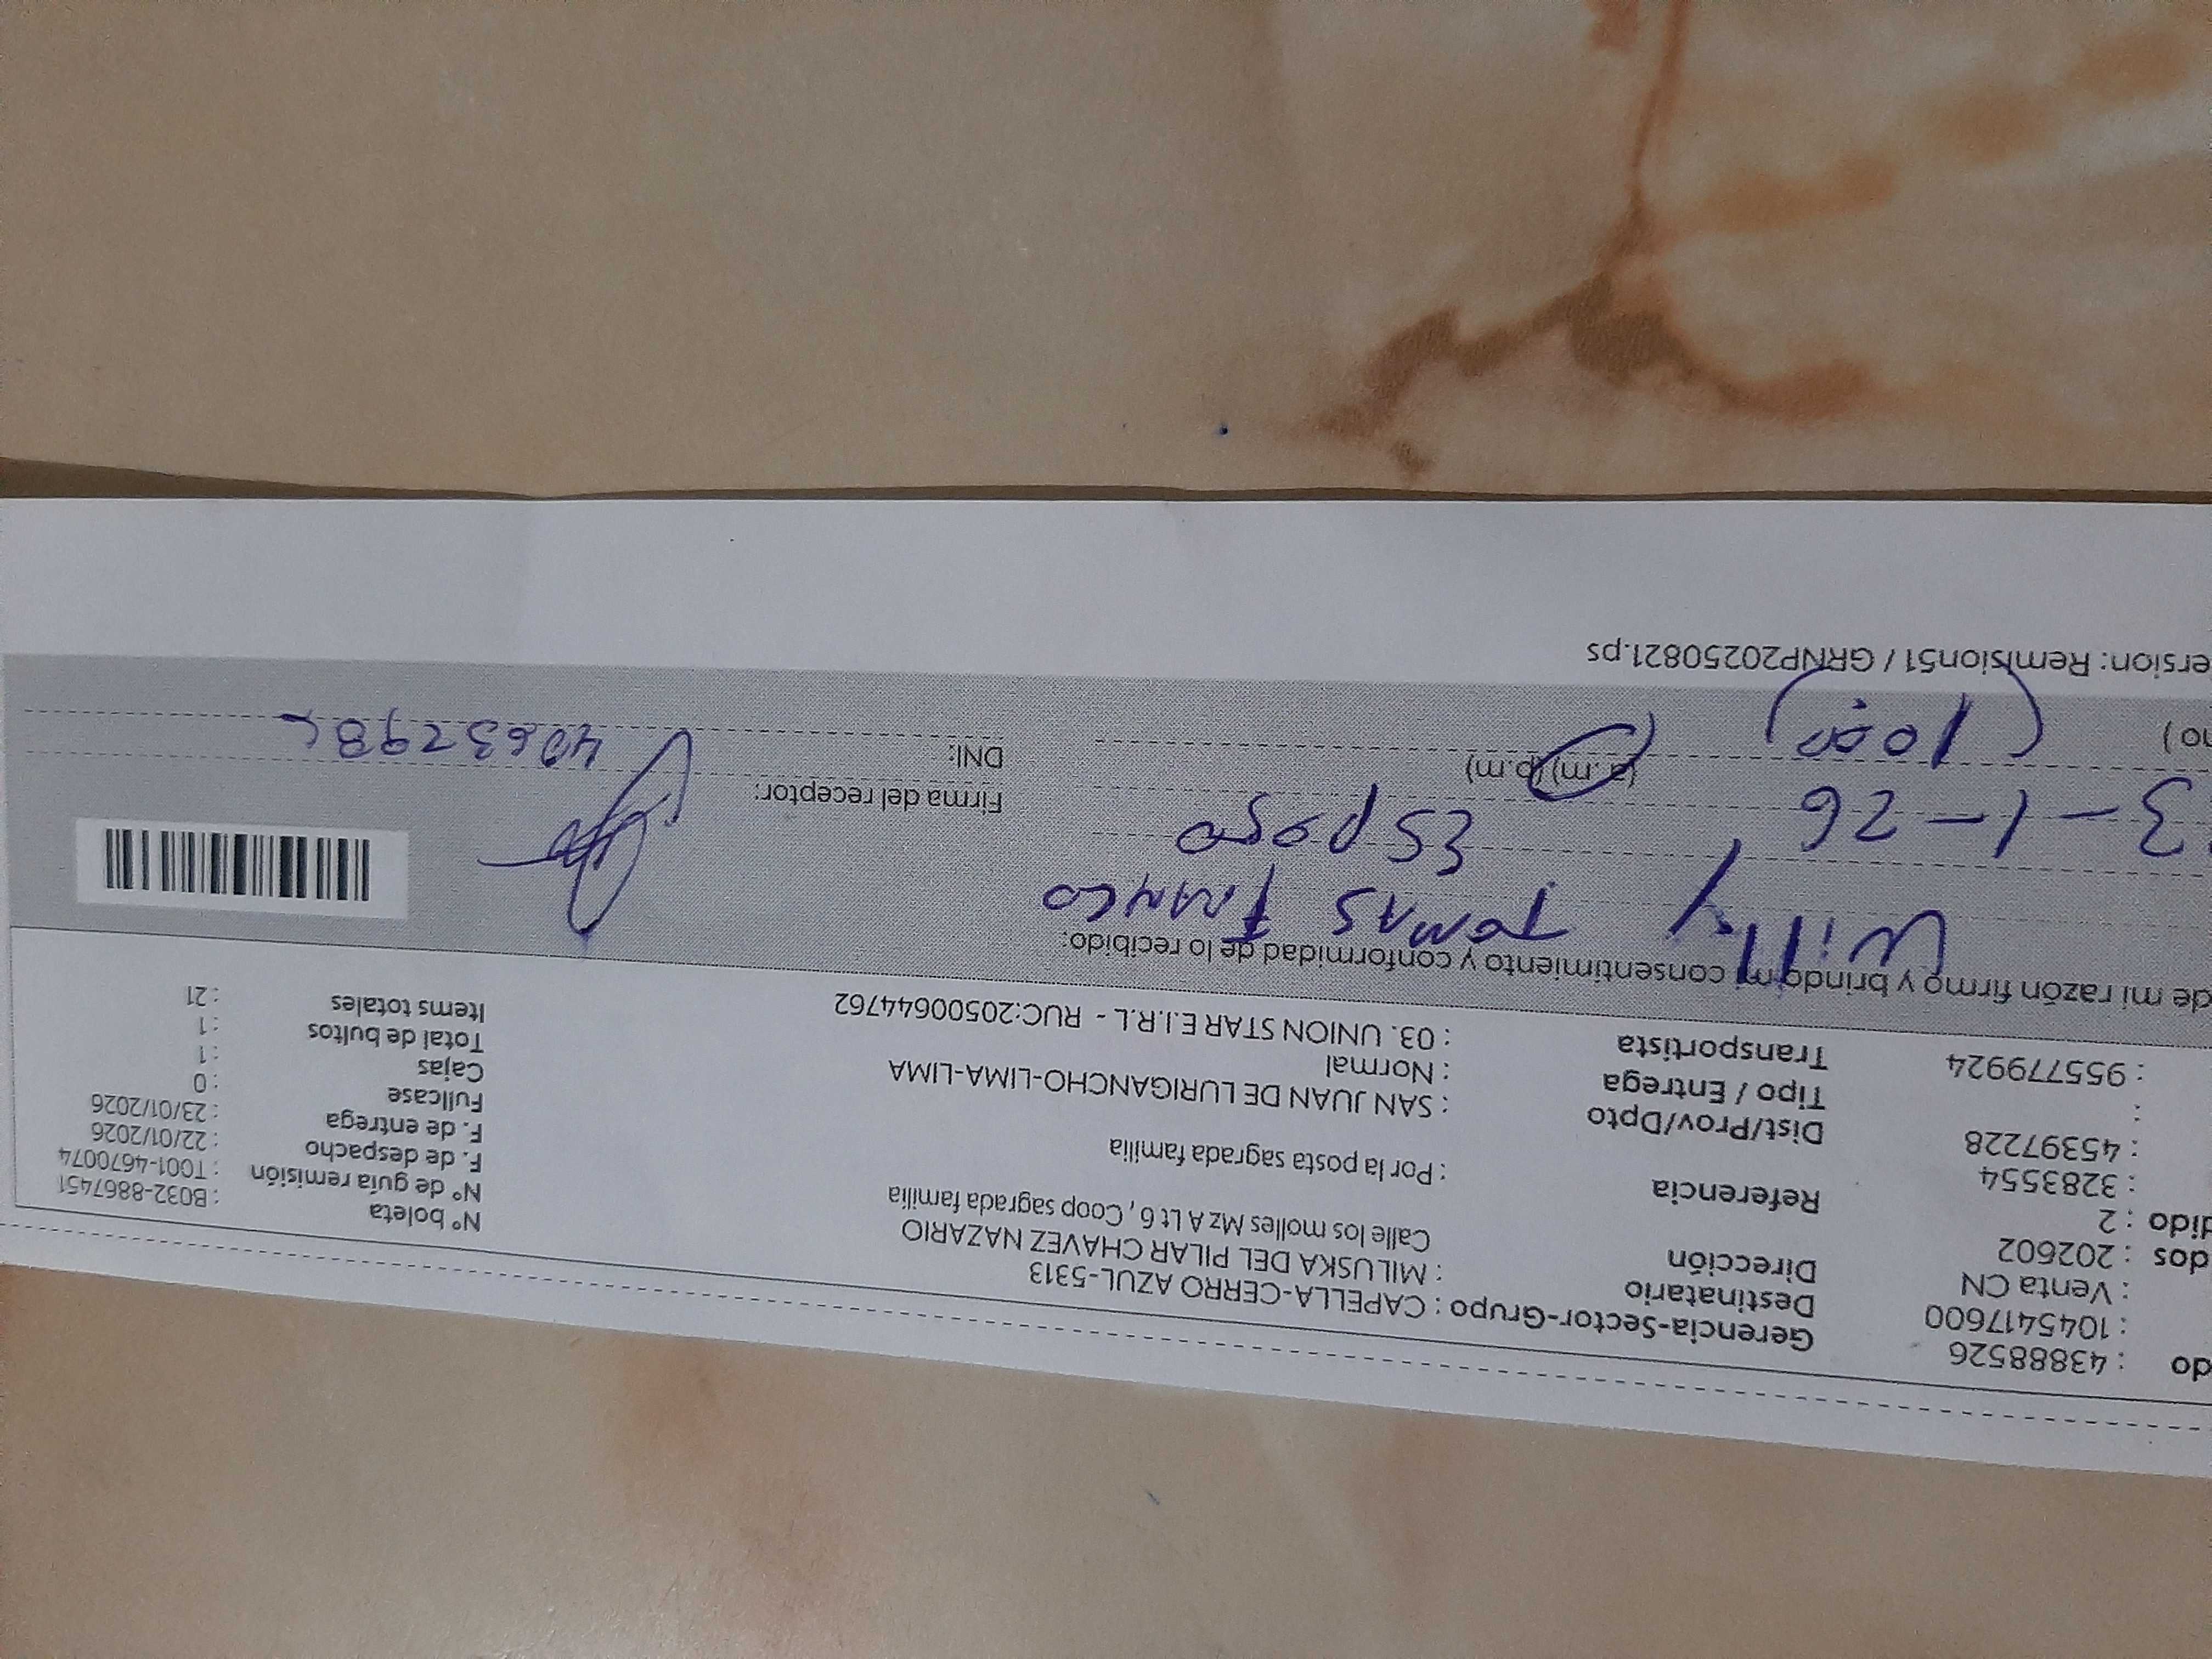 do : 43888526
: 1045417600
: Venta CN
dos : 202602
dido : 2
: 3283554
: 45397228
:
: 955779924
Gerencia-Sector-Grupo : CAPELLA-CERRO AZUL-5313
Destinatario : MILUSKA DEL PILAR CHAVEZ NAZARIO
Dirección Calle los molles Mz A Lt 6, Coop sagrada familia
Referencia : Por la posta sagrada familia
Dist/Prov/Dpto : SAN JUAN DE LURIGANCHO-LIMA-LIMA
Tipo / Entrega : Normal
Transportista : 03. UNION STAR E.I.R.L - RUC:20500644762
N° boleta : B032-8867451
N° de guía remisión : T001-4670074
F. de despacho : 22/01/2026
F. de entrega : 23/01/2026
Fullcase : 0
Cajas : 1
Total de bultos : 1
Items totales : 21
de mi razón firmo y brindo mi consentimiento y conformidad de lo recibido:
Willy TOMAS FRANCO
ESPOSO
3-1-26
(a.m) (p.m)
Firma del receptor:
DNI:
no )
ersion: Remision51 / GRNP20250821.ps